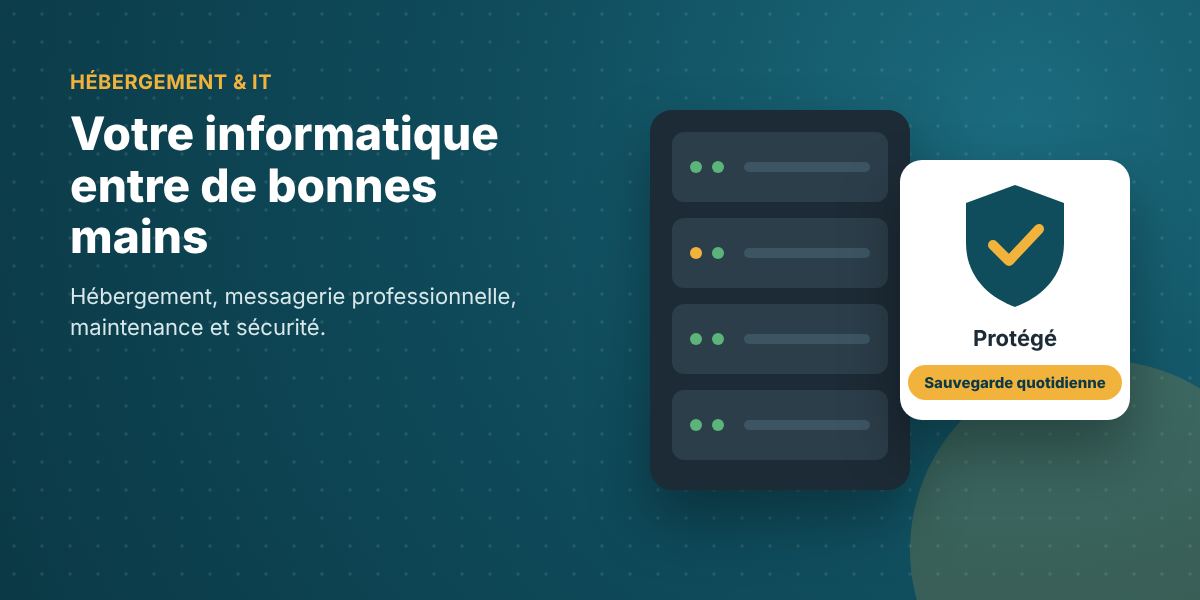 HÉBERGEMENT & IT
Votre informatique
entre de bonnes
mains
Hébergement, messagerie professionnelle,
maintenance et sécurité.
Protégé
Sauvegarde quotidienne